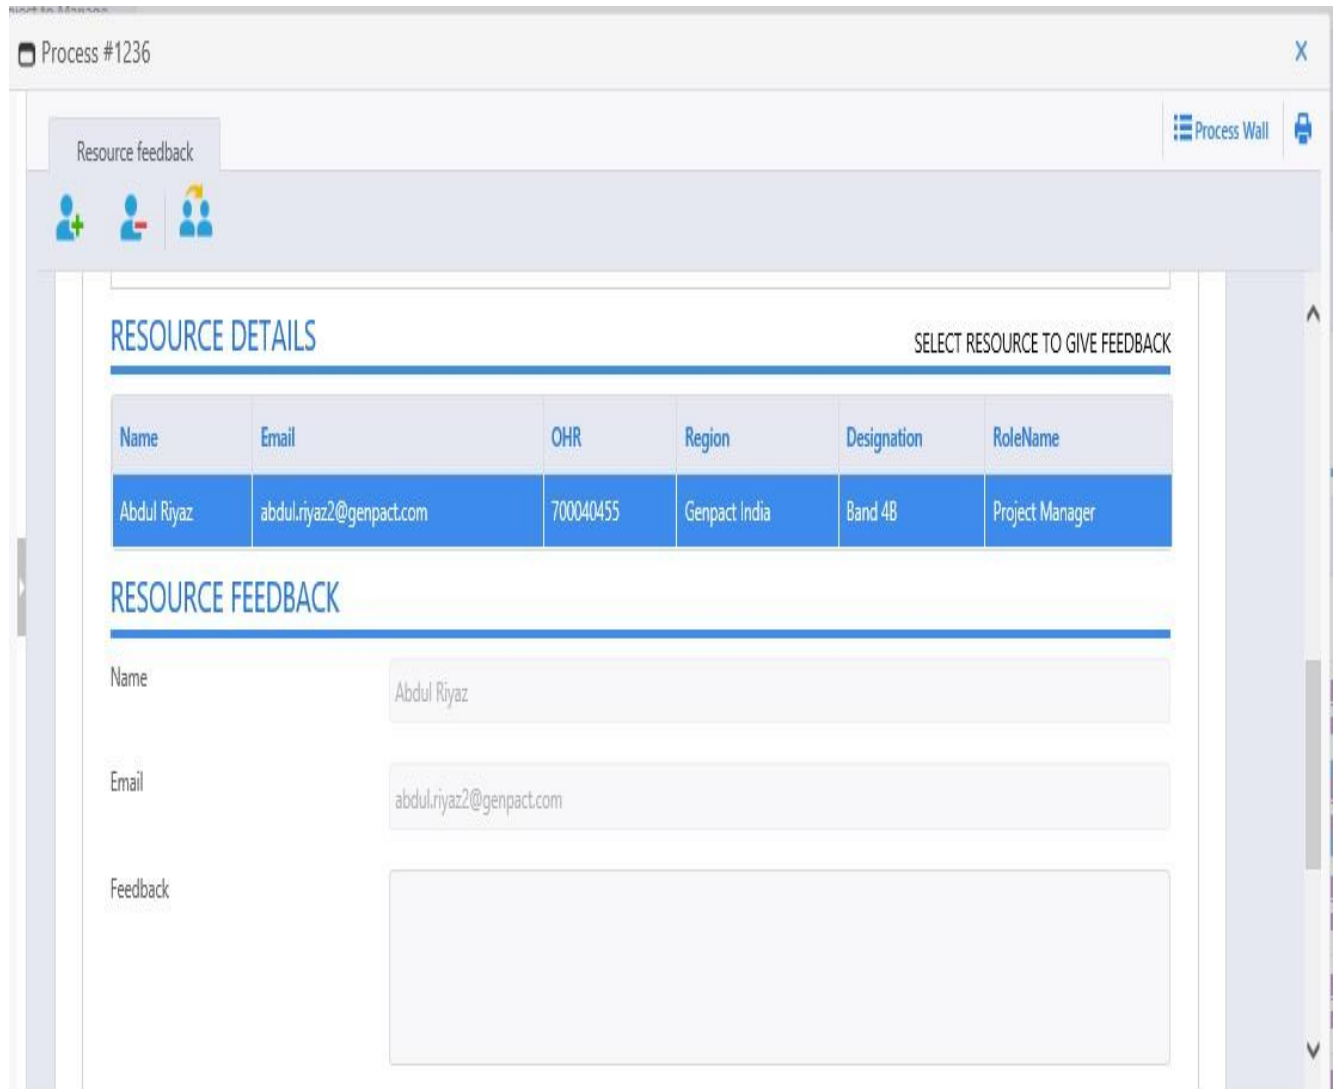 Process #1236
X
Process Wall
Resource feedback
RESOURCE DETAILS
SELECT RESOURCE TO GIVE FEEDBACK
Name Email OHR Region Designation RoleName
Abdul Riyaz abdul.riyaz2@genpact.com 700040455 Genpact India Band 4B Project Manager
RESOURCE FEEDBACK
Name
Abdul Riyaz
Email
abdul.riyaz2@genpact.com
Feedback